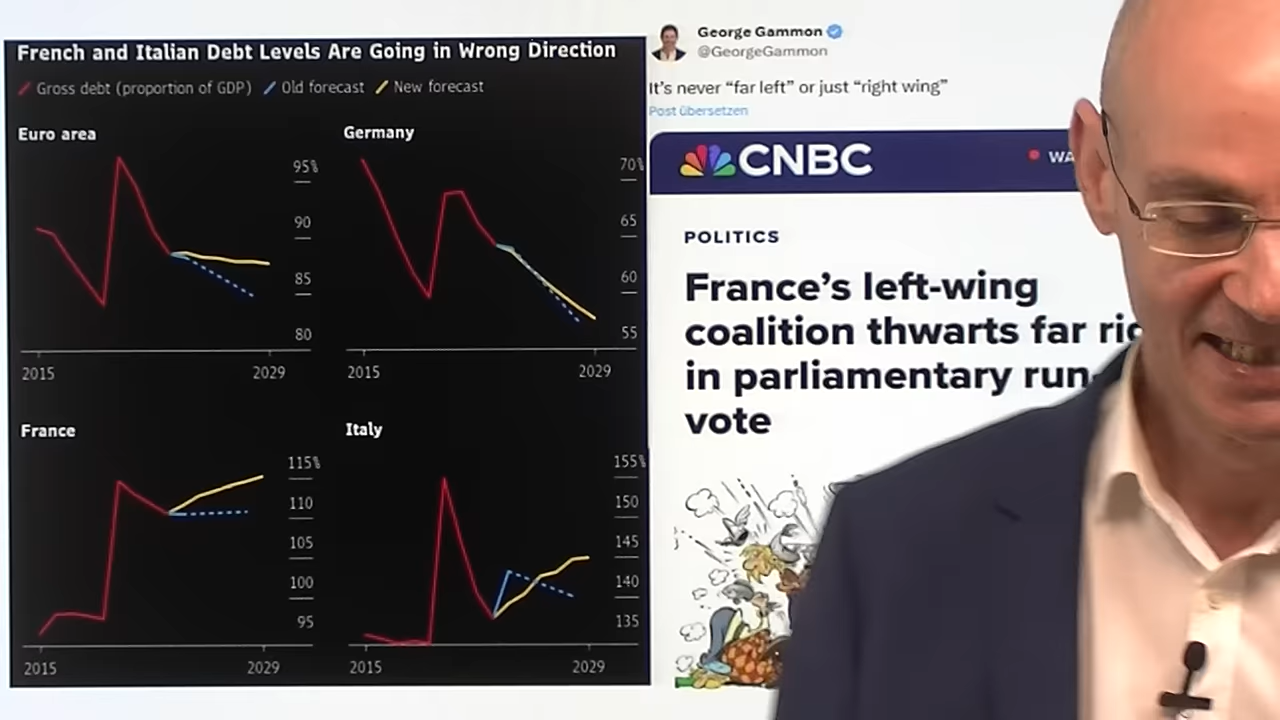 French and Italian Debt Levels Are Going in Wrong Direction
Gross debt (proportion of GDP) Old forecast New forecast
Euro area
95%
90
85
80
2015 2029
Germany
70%
65
60
55
2015 2029
France
115%
110
105
100
95
2015 2029
Italy
155%
150
145
140
135
2015 2029
George Gammon
@GeorgeGammon
It's never “far left” or just “right wing”
Post übersetzen
CNBC
POLITICS
France's left-wing
coalition thwarts far
in parliamentary run-
vote